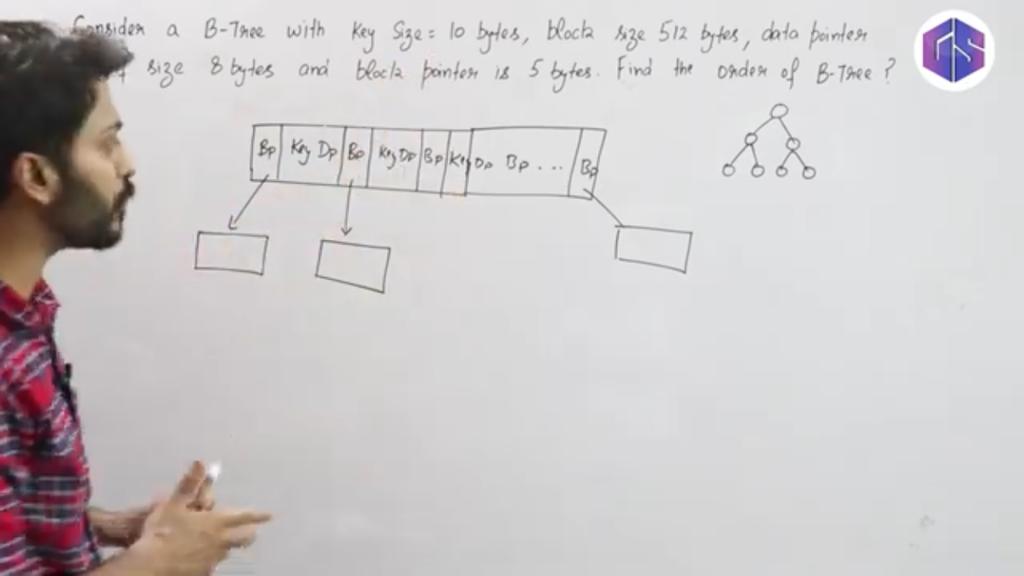 Consider a B-Tree with Key Size = 10 bytes, block size 512 bytes, data pointer
size 8 bytes and block pointer is 5 bytes. Find the order of B-Tree ?
Bp Key Dp Bp Key Dp Bp Key Dp Bp ... Bp